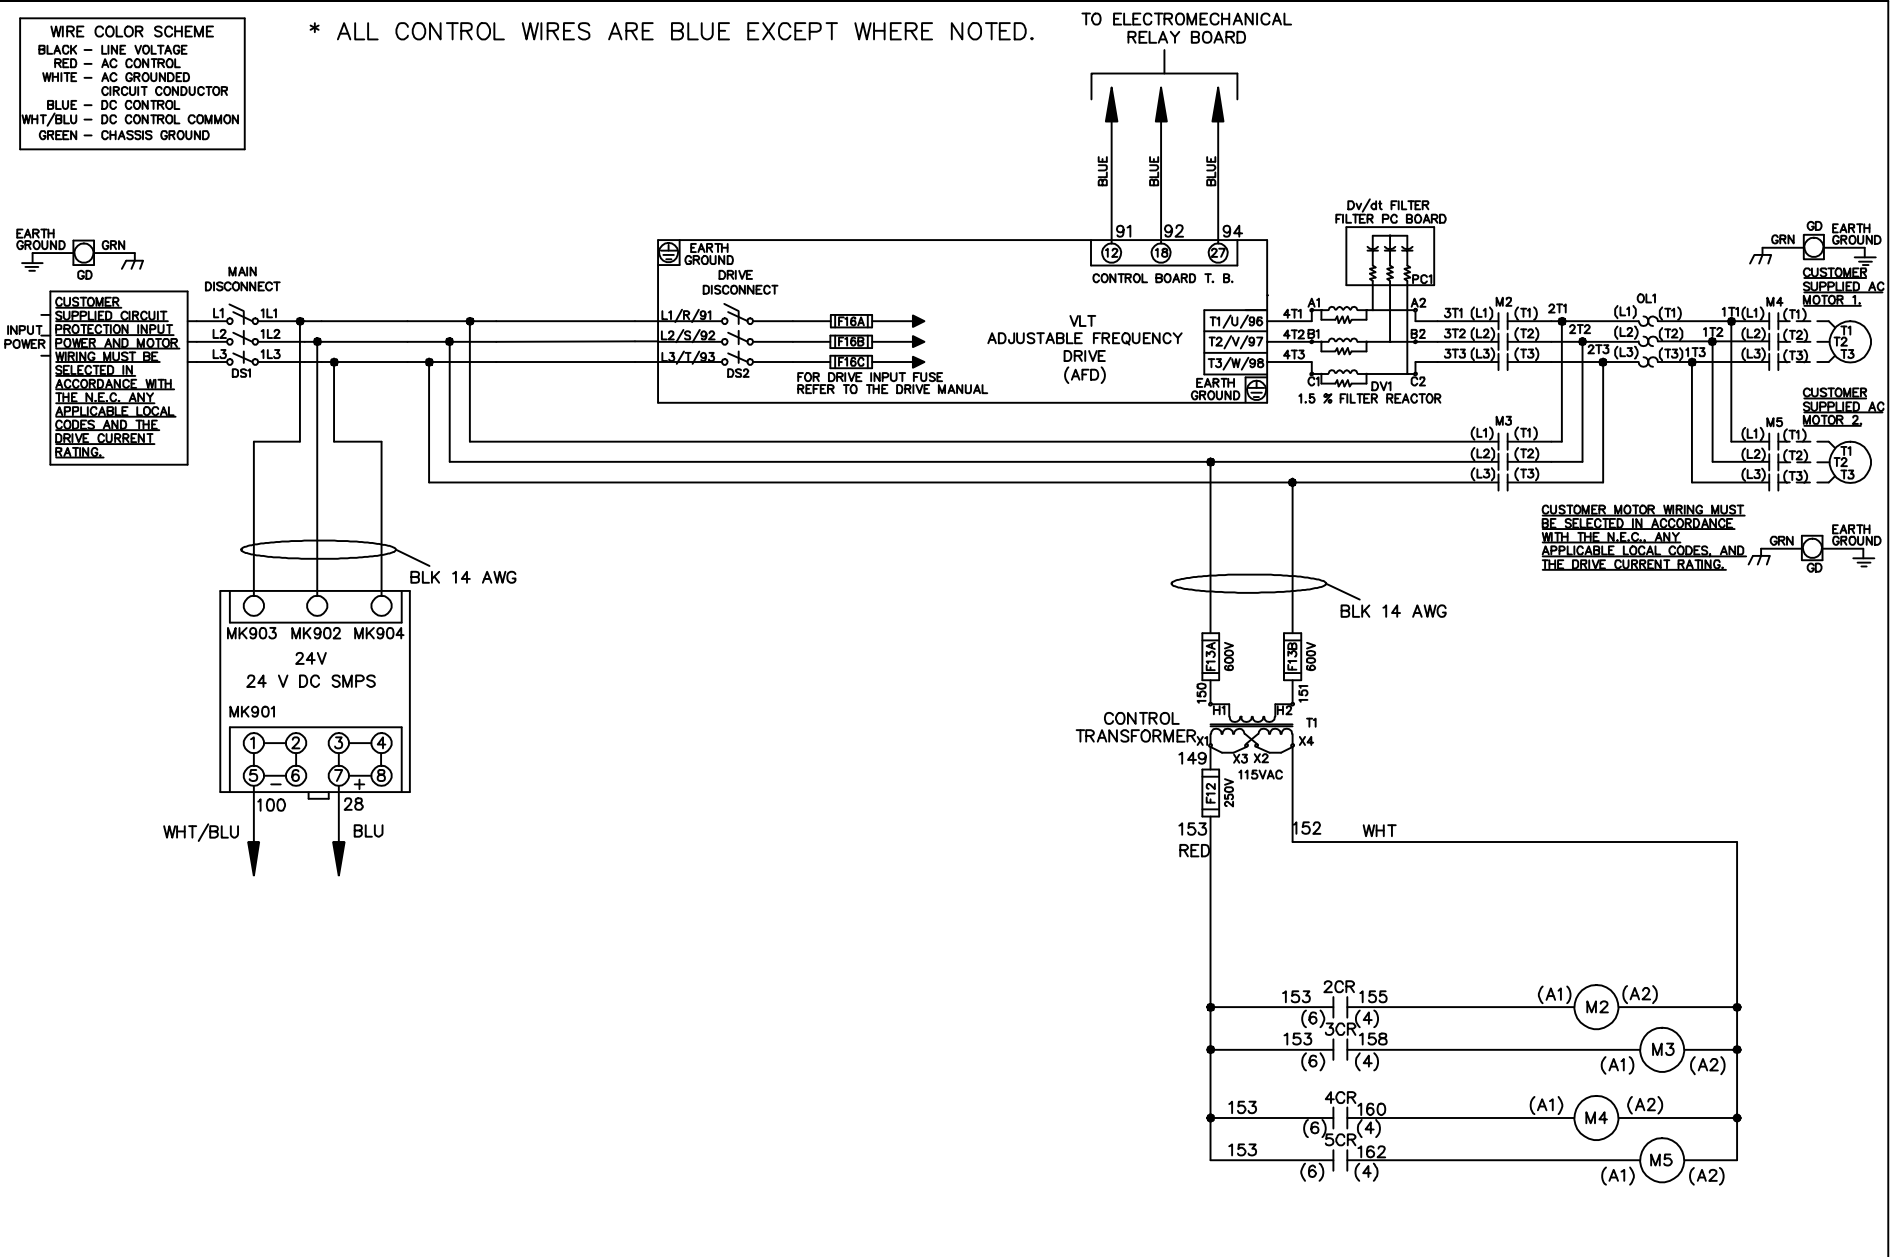 WIRE COLOR SCHEME
BLACK – LINE VOLTAGE
RED – AC CONTROL
WHITE – AC GROUNDED
CIRCUIT CONDUCTOR
BLUE – DC CONTROL
WHT/BLU – DC CONTROL COMMON
GREEN – CHASSIS GROUND
* ALL CONTROL WIRES ARE BLUE EXCEPT WHERE NOTED.
TO ELECTROMECHANICAL
RELAY BOARD
BLUE
BLUE
BLUE
91
92
94
12
18
27
CONTROL BOARD T. B.
EARTH
GROUND
GRN
GD
INPUT
POWER
CUSTOMER
SUPPLIED CIRCUIT
PROTECTION INPUT
POWER AND MOTOR
WIRING MUST BE
SELECTED IN
ACCORDANCE WITH
THE N.E.C. ANY
APPLICABLE LOCAL
CODES AND THE
DRIVE CURRENT
RATING.
MAIN
DISCONNECT
L1
1L1
L2
1L2
L3
1L3
DS1
EARTH
GROUND
DRIVE
DISCONNECT
L1/R/91
L2/S/92
L3/T/93
DS2
F16A
F16B
F16C
FOR DRIVE INPUT FUSE
REFER TO THE DRIVE MANUAL
VLT
ADJUSTABLE FREQUENCY
DRIVE
(AFD)
T1/U/96
T2/V/97
T3/W/98
EARTH
GROUND
Dv/dt FILTER
FILTER PC BOARD
PC1
4T1
A1
A2
4T2
B1
B2
4T3
C1
C2
DV1
1.5 % FILTER REACTOR
M2
3T1 (L1) (T1)
3T2 (L2) (T2)
3T3 (L3) (T3)
2T1
2T2
2T3
OL1
(L1) (T1)
(L2) (T2)
(L3) (T3)
1T1
1T2
1T3
M4
(L1) (T1)
(L2) (T2)
(L3) (T3)
T1
T2
T3
GRN
GD
EARTH
GROUND
CUSTOMER
SUPPLIED AC
MOTOR 1.
CUSTOMER
SUPPLIED AC
MOTOR 2.
M5
(L1) (T1)
(L2) (T2)
(L3) (T3)
T1
T2
T3
M3
(L1) (T1)
(L2) (T2)
(L3) (T3)
CUSTOMER MOTOR WIRING MUST
BE SELECTED IN ACCORDANCE
WITH THE N.E.C., ANY
APPLICABLE LOCAL CODES, AND
THE DRIVE CURRENT RATING.
GRN
GD
EARTH
GROUND
BLK 14 AWG
MK903 MK902 MK904
24V
24 V DC SMPS
MK901
1
2
3
4
5
–
6
7
+
8
100
28
WHT/BLU
BLU
BLK 14 AWG
F13A
600V
F13B
600V
150
151
H1
H2
T1
CONTROL
TRANSFORMER
X1
X3 X2
X4
149
115VAC
F12
250V
153
RED
152
WHT
2CR
153
155
(6)
(4)
(A1)
M2
(A2)
3CR
153
158
(6)
(4)
(A1)
M3
(A2)
4CR
153
160
(6)
(4)
(A1)
M4
(A2)
5CR
153
162
(6)
(4)
(A1)
M5
(A2)